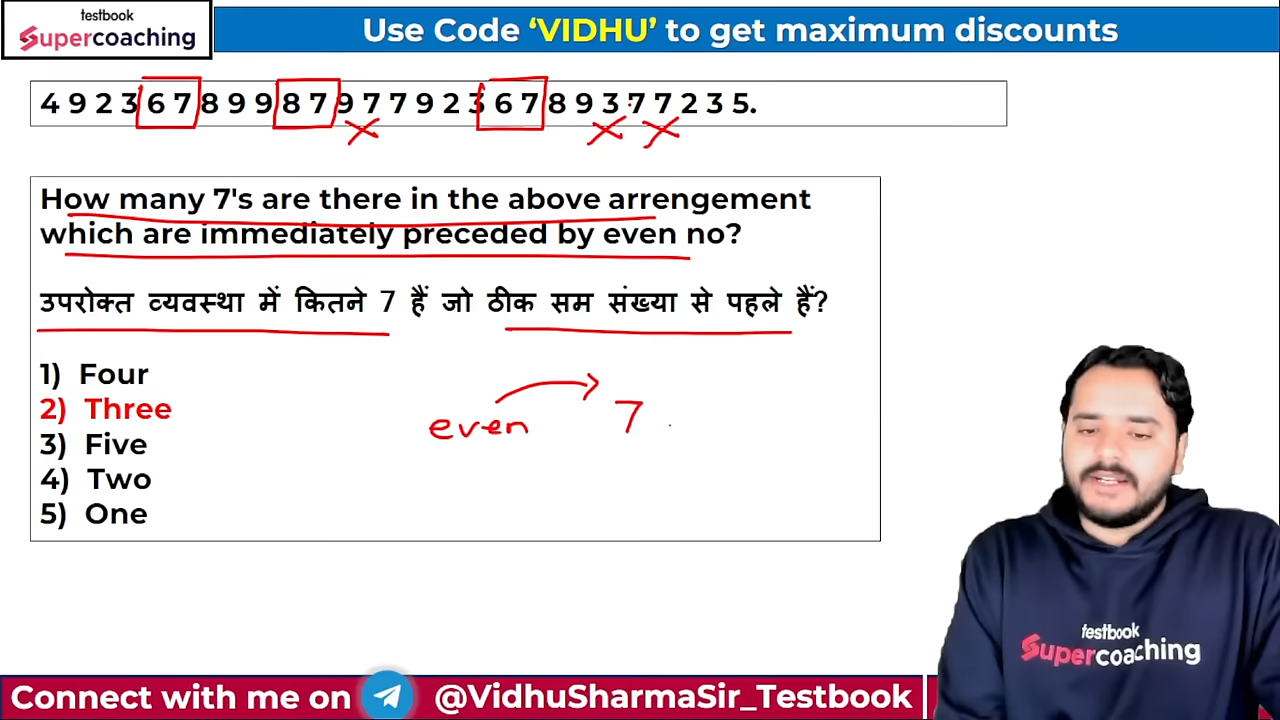 testbook
Supercoaching
Use Code ‘VIDHU’ to get maximum discounts
4 9 2 3 6 7 8 9 9 8 7 9 7 7 9 2 3 6 7 8 9 3 7 7 2 3 5.
How many 7's are there in the above arrengement
which are immediately preceded by even no?
उपरोक्त व्यवस्था में कितने 7 हैं जो ठीक सम संख्या से पहले हैं?
1) Four
2) Three
3) Five
4) Two
5) One
even 7
testbook
Supercoaching
Connect with me on @VidhuSharmaSir_Testbook